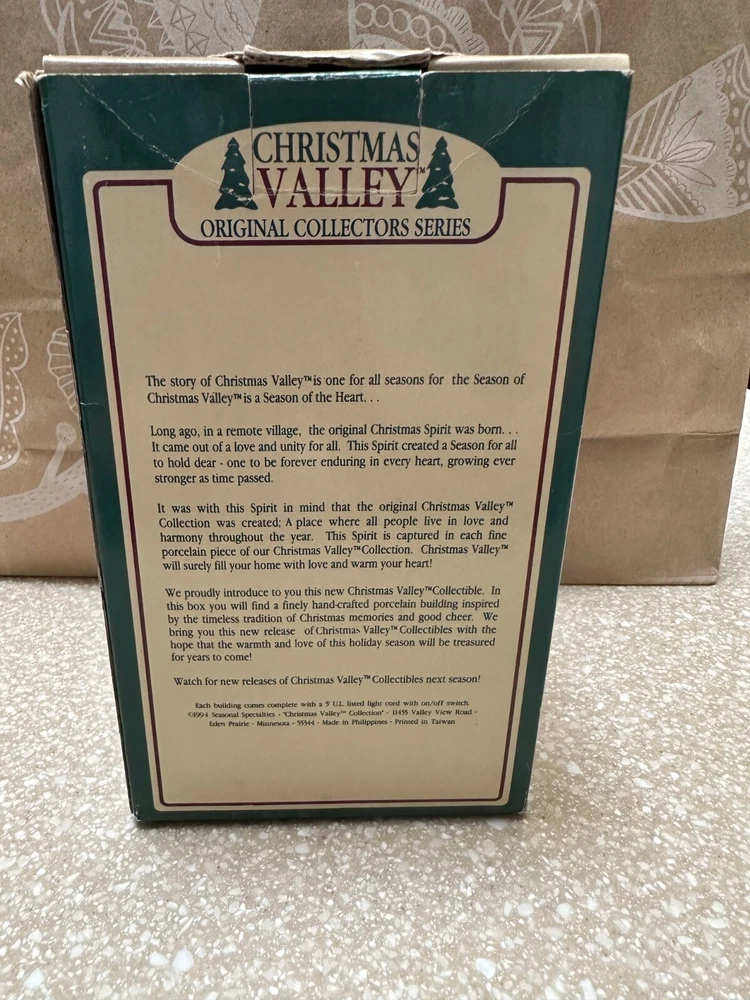 CHRISTMAS
VALLEY™
ORIGINAL COLLECTORS SERIES
The story of Christmas Valley™ is one for all seasons for the Season of
Christmas Valley™ is a Season of the Heart. . .
Long ago, in a remote village, the original Christmas Spirit was born. . .
It came out of a love and unity for all. This Spirit created a Season for all
to hold dear - one to be forever enduring in every heart, growing ever
stronger as time passed.
It was with this Spirit in mind that the original Christmas Valley™
Collection was created; A place where all people live in love and
harmony throughout the year. This Spirit is captured in each fine
porcelain piece of our Christmas Valley™ Collection. Christmas Valley™
will surely fill your home with love and warm your heart!
We proudly introduce to you this new Christmas Valley™ Collectible. In
this box you will find a finely hand-crafted porcelain building inspired
by the timeless tradition of Christmas memories and good cheer. We
bring you this new release of Christmas Valley™ Collectibles with the
hope that the warmth and love of this holiday season will be treasured
for years to come!
Watch for new releases of Christmas Valley™ Collectibles next season!
Each building comes complete with a 5' U.L. listed light cord with on/off switch.
©1994 Seasonal Specialties · "Christmas Valley™ Collection" · 11455 Valley View Road ·
Eden Prairie · Minnesota · 55344 · Made in Philippines · Printed in Taiwan